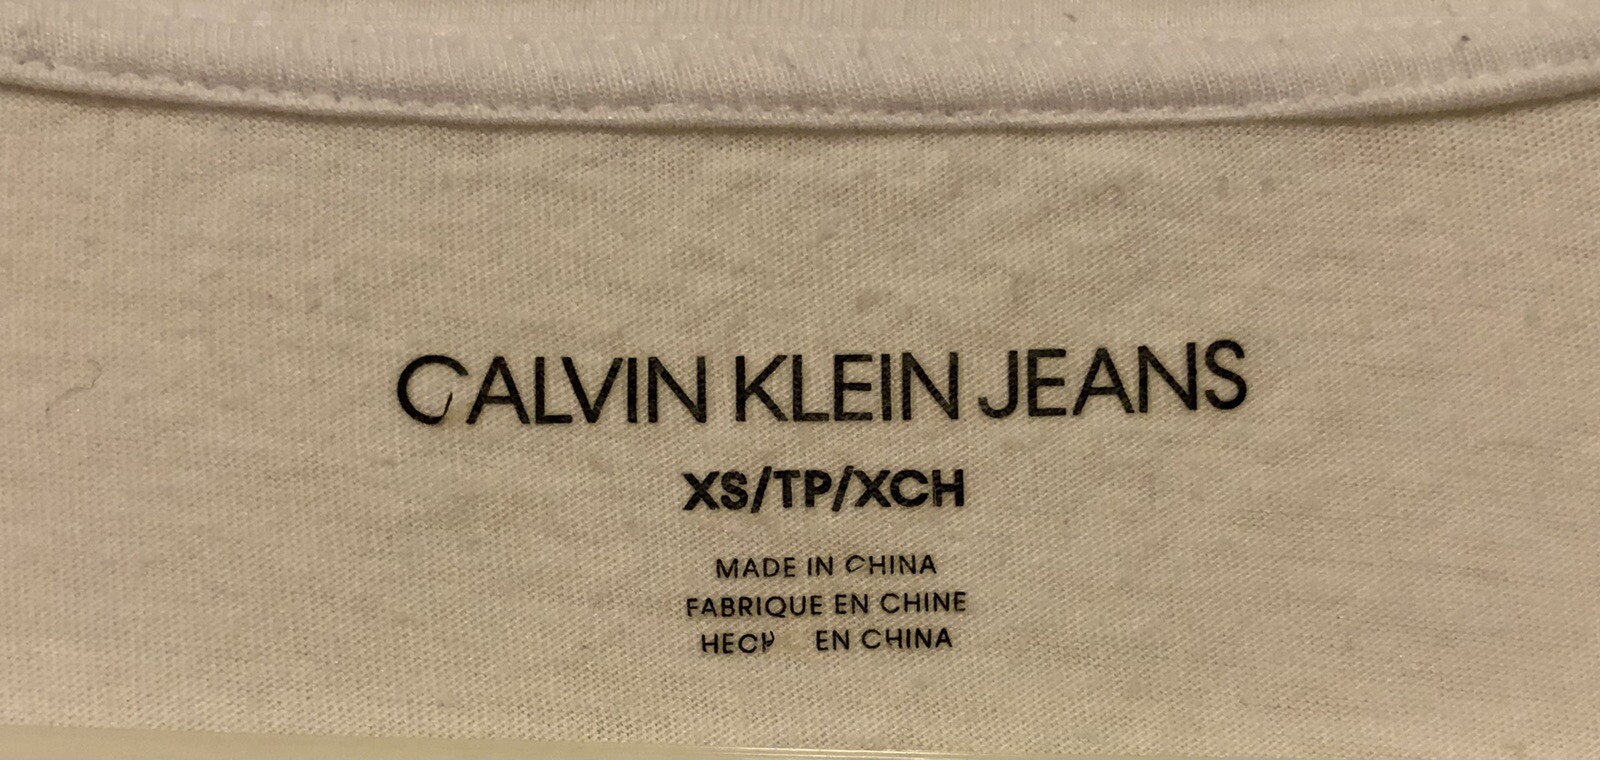 CALVIN KLEIN JEANS
XS/TP/XCH
MADE IN CHINA
FABRIQUE EN CHINE
EN CHINA